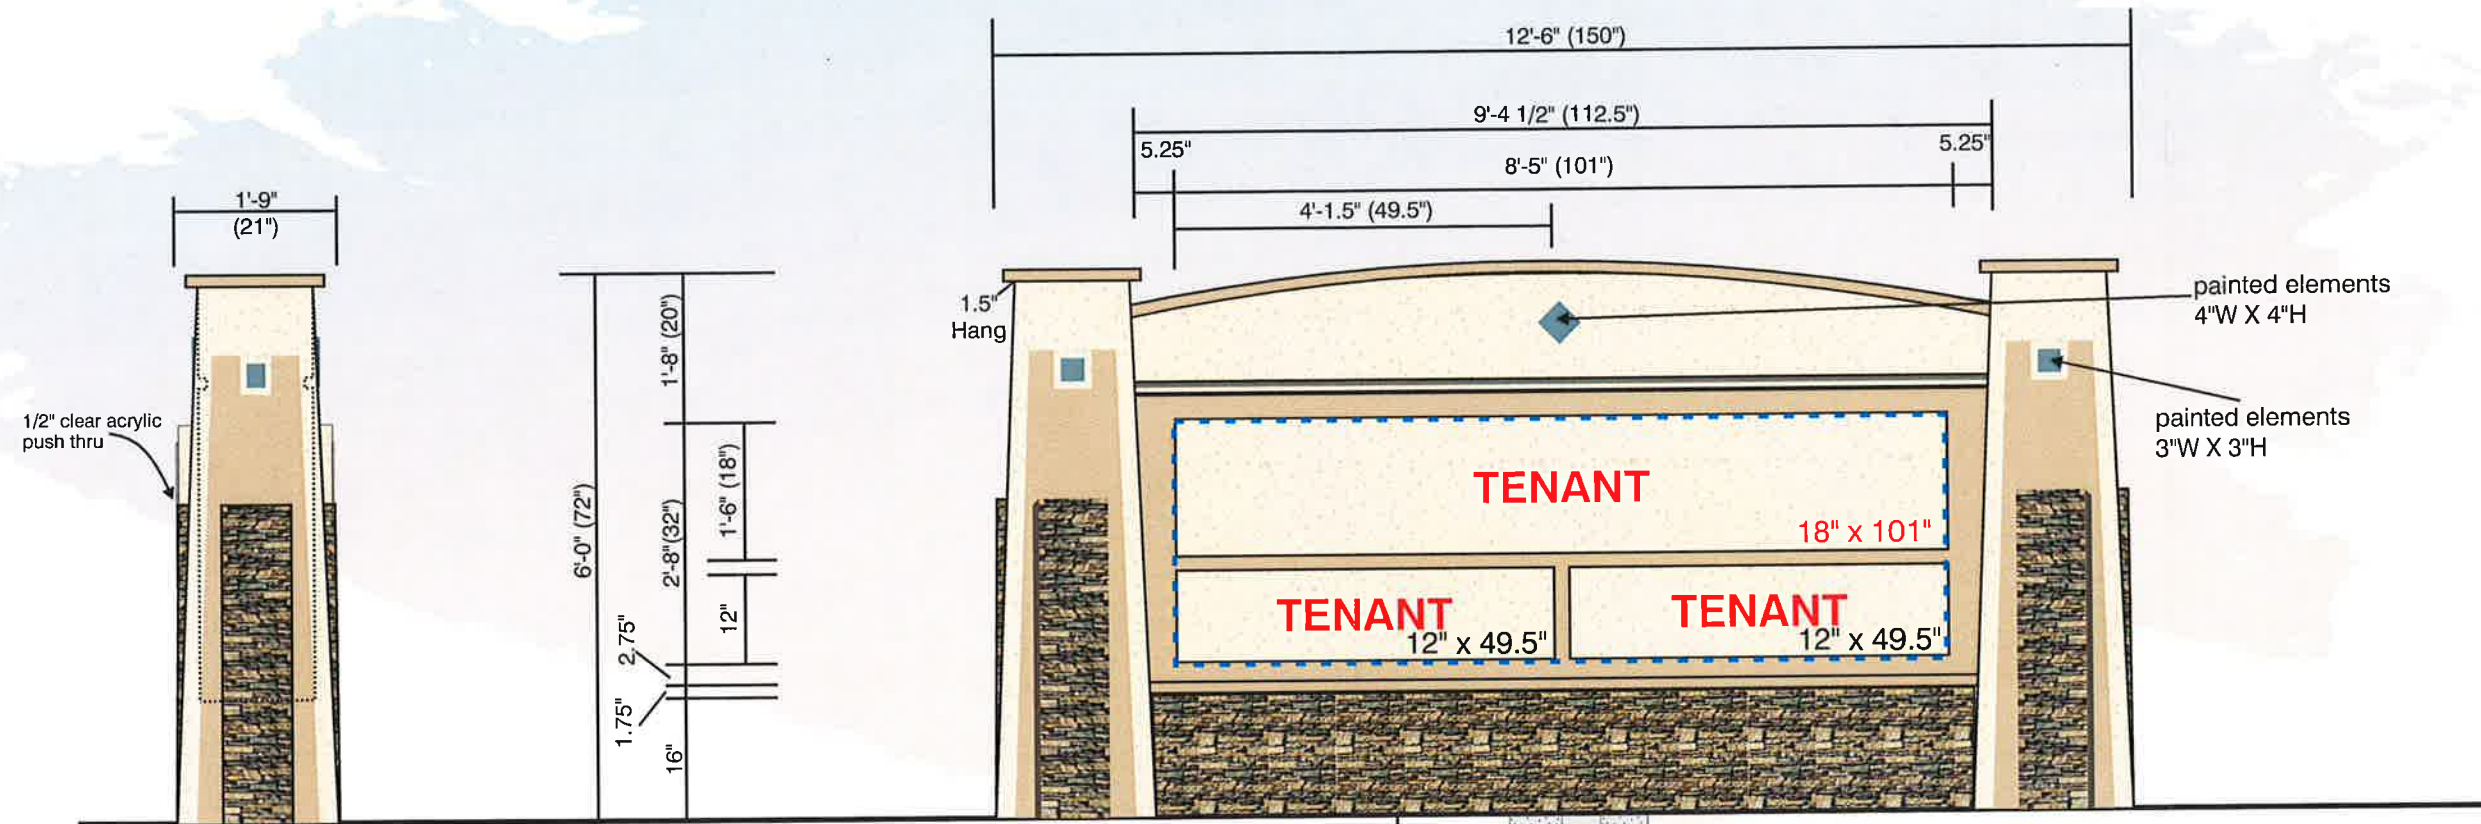 12'-6" (150")
9'-4 1/2" (112.5")
5.25"
5.25"
8'-5" (101")
4'-1.5" (49.5")
1'-9"
(21")
1.5"
Hang
painted elements
4"W X 4"H
painted elements
3"W X 3"H
1/2" clear acrylic
push thru
6'-0" (72")
1'-8" (20")
2'-8"(32")
1'-6" (18")
12"
2.75"
1.75"
16"
TENANT
18" x 101"
TENANT
12" x 49.5"
TENANT
12" x 49.5"